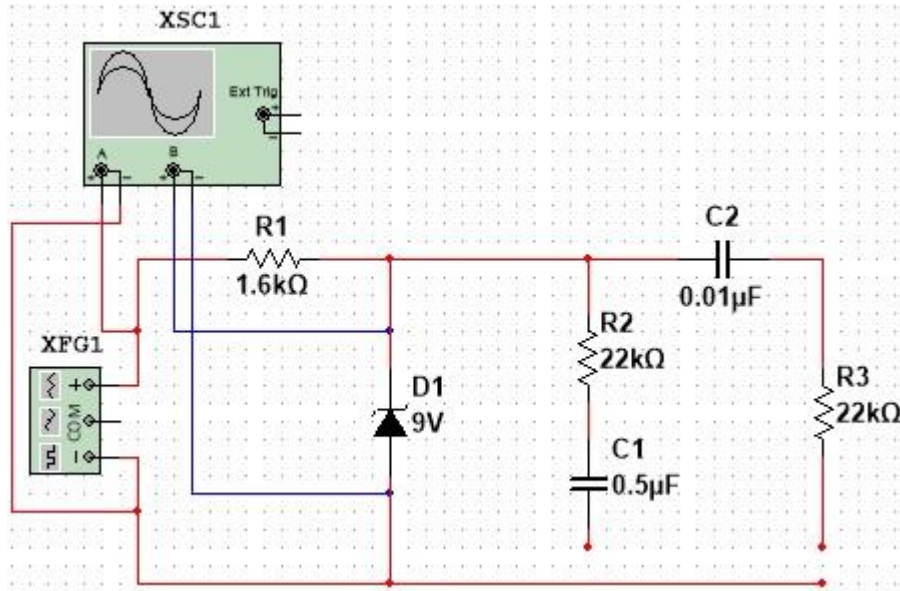 XSC1
Ext Trig
+
−
A
B
+ −
+ −
R1
1.6kΩ
C2
0.01µF
R2
22kΩ
XFG1
+
COM
−
D1
9V
R3
22kΩ
C1
0.5µF